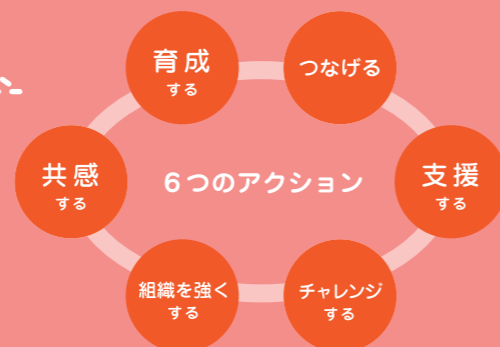 育成
する
つなげる
共感
する
6つのアクション
支援
する
組織を強く
する
チャレンジ
する